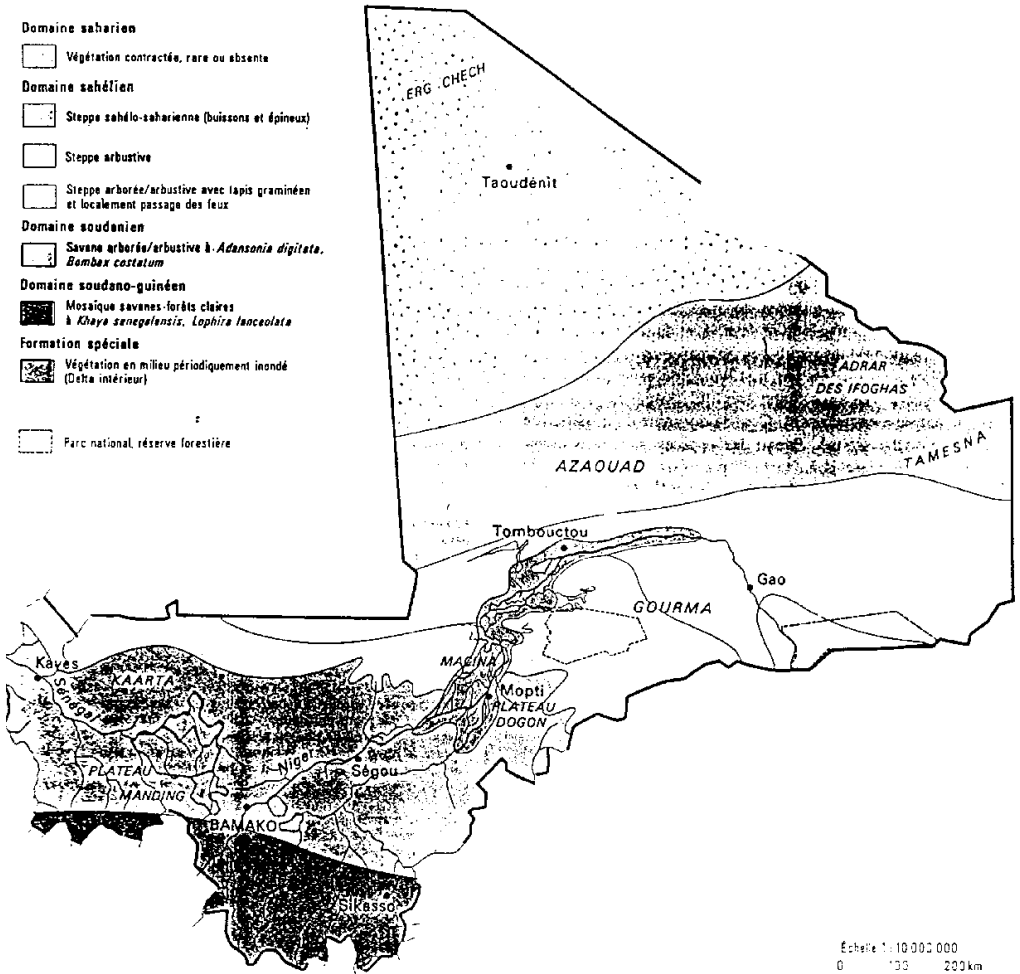 Domaine saharien
Végétation contractée, rare ou absente
Domaine sahélien
Steppe sahélo-saharienne (buissons et épineux)
Steppe arbustive
Steppe arborée/arbustive avec tapis graminéen
et localement passage des feux
Domaine soudanien
Savane arborée/arbustive à Adansonia digitata,
Bombax costatum
Domaine soudano-guinéen
Mosaïque savanes-forêts claires
à Khaya senegalensis, Lophira lanceolata
Formation spéciale
Végétation en milieu périodiquement inondé
(Delta intérieur)
Parc national, réserve forestière
ERG CHECH
Taoudénit
ADRAR
DES IFOGHAS
AZAOUAD
TAMESNA
Tombouctou
Gao
GOURMA
MACINA
Kayes
KAARTA
Sénégal
Mopti
PLATEAU
DOGON
Niger
Ségou
PLATEAU
MANDING
BAMAKO
Sikasso
Échelle 1:10 000 000
0 100 200 km